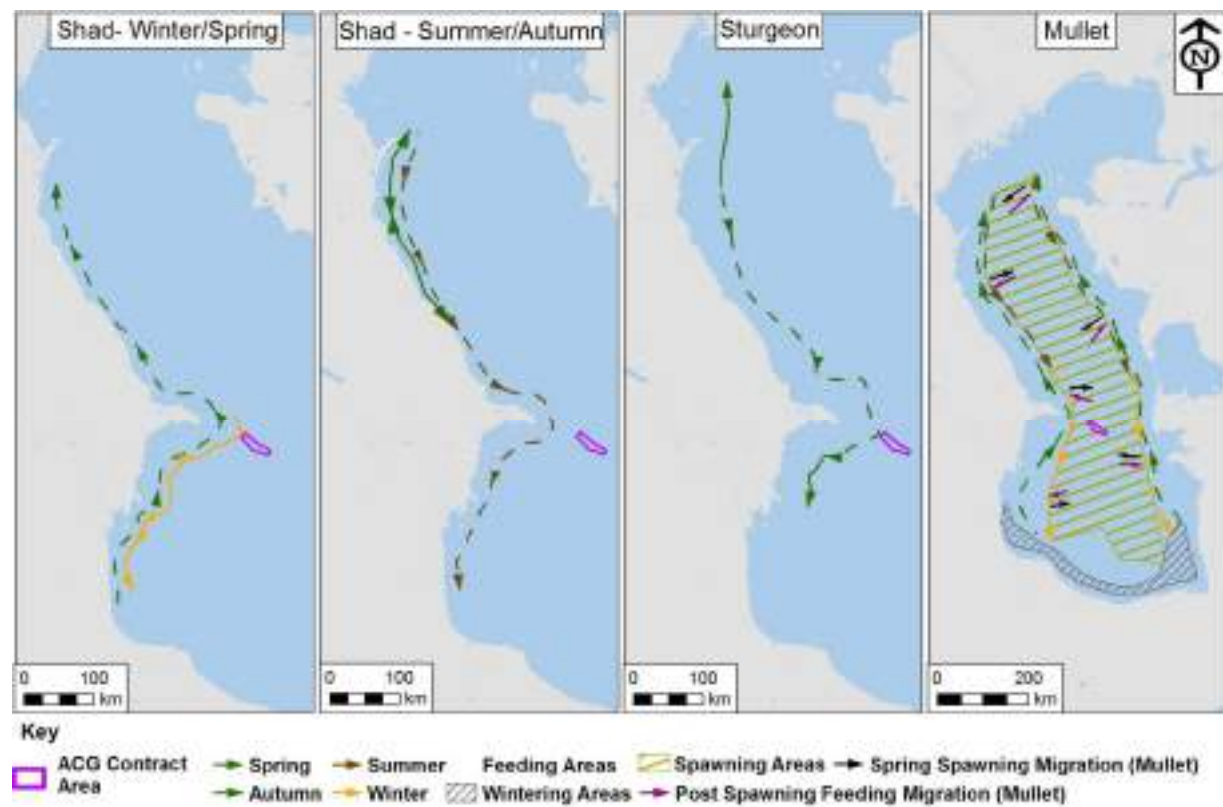 Shad- Winter/Spring
Shad - Summer/Autumn
Sturgeon
Mullet
N
0 100
km
0 100
km
0 100
km
0 200
km
Key
ACG Contract Area
Spring
Summer
Feeding Areas
Spawning Areas
Spring Spawning Migration (Mullet)
Autumn
Winter
Wintering Areas
Post Spawning Feeding Migration (Mullet)